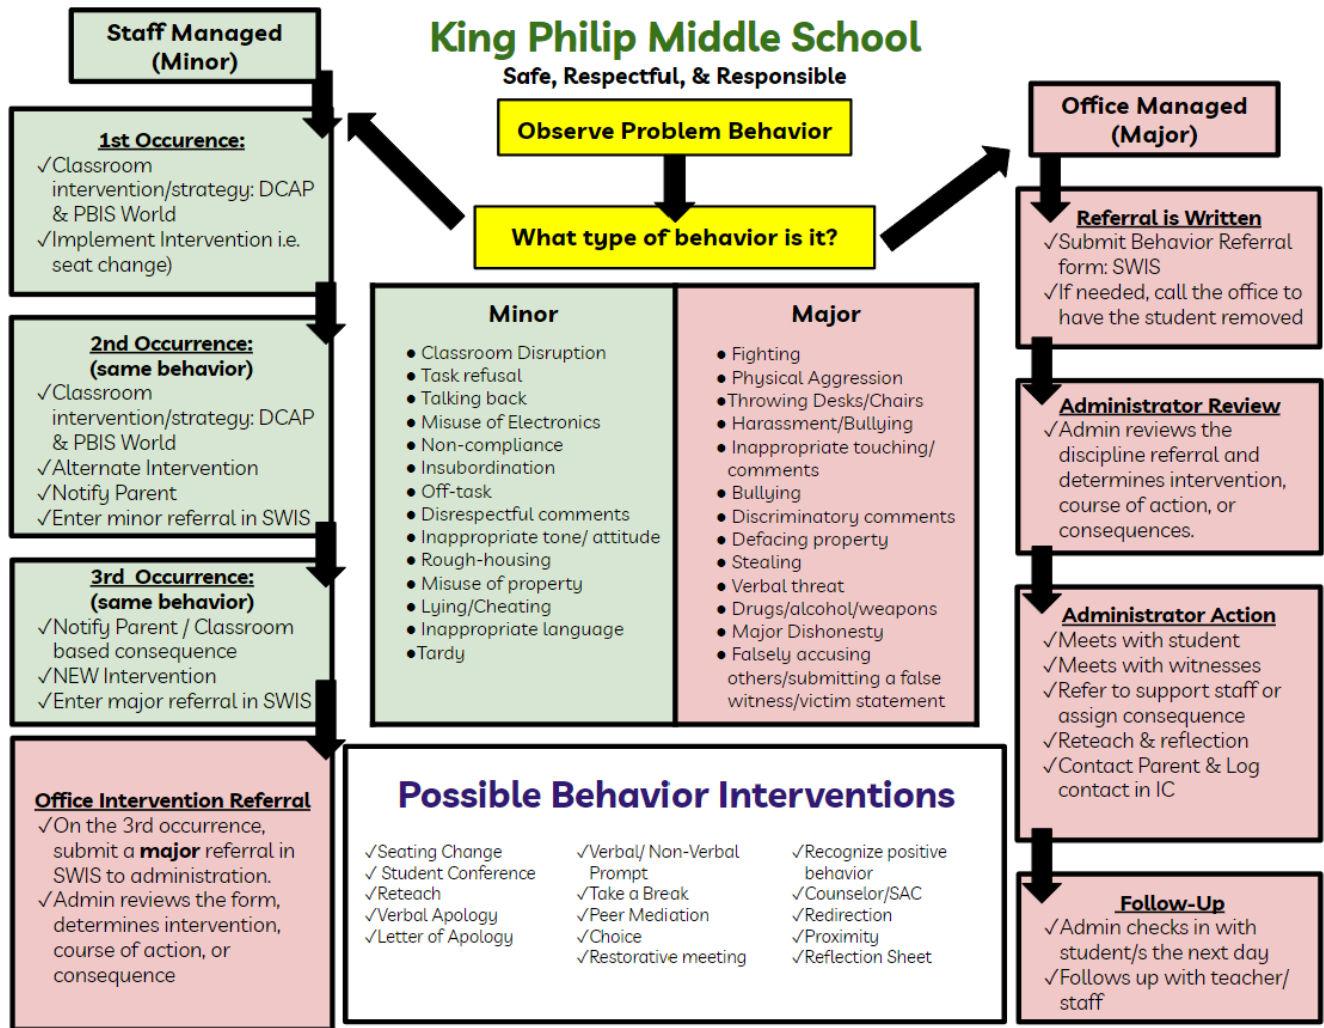 King Philip Middle School
Safe, Respectful, & Responsible
Observe Problem Behavior
What type of behavior is it?
Staff Managed
(Minor)
1st Occurence:
✓Classroom
intervention/strategy: DCAP
& PBIS World
✓Implement Intervention i.e.
seat change)
2nd Occurrence:
(same behavior)
✓Classroom
intervention/strategy: DCAP
& PBIS World
✓Alternate Intervention
✓Notify Parent
✓Enter minor referral in SWIS
3rd Occurrence:
(same behavior)
✓Notify Parent / Classroom
based consequence
✓NEW Intervention
✓Enter major referral in SWIS
Office Intervention Referral
✓On the 3rd occurrence,
submit a major referral in
SWIS to administration.
✓Admin reviews the form,
determines intervention,
course of action, or
consequence
Minor
● Classroom Disruption
● Task refusal
● Talking back
● Misuse of Electronics
● Non-compliance
● Insubordination
● Off-task
● Disrespectful comments
● Inappropriate tone/ attitude
● Rough-housing
● Misuse of property
● Lying/Cheating
● Inappropriate language
●Tardy
Major
● Fighting
● Physical Aggression
●Throwing Desks/Chairs
● Harassment/Bullying
● Inappropriate touching/
comments
● Bullying
● Discriminatory comments
● Defacing property
● Stealing
● Verbal threat
● Drugs/alcohol/weapons
● Major Dishonesty
● Falsely accusing
others/submitting a false
witness/victim statement
Possible Behavior Interventions
✓Seating Change
✓ Student Conference
✓Reteach
✓Verbal Apology
✓Letter of Apology
✓Verbal/ Non-Verbal
Prompt
✓Take a Break
✓Peer Mediation
✓Choice
✓Restorative meeting
✓Recognize positive
behavior
✓Counselor/SAC
✓Redirection
✓Proximity
✓Reflection Sheet
Office Managed
(Major)
Referral is Written
✓Submit Behavior Referral
form: SWIS
✓If needed, call the office to
have the student removed
Administrator Review
✓Admin reviews the
discipline referral and
determines intervention,
course of action, or
consequences.
Administrator Action
✓Meets with student
✓Meets with witnesses
✓Refer to support staff or
assign consequence
✓Reteach & reflection
✓Contact Parent & Log
contact in IC
Follow-Up
✓Admin checks in with
student/s the next day
✓Follows up with teacher/
staff